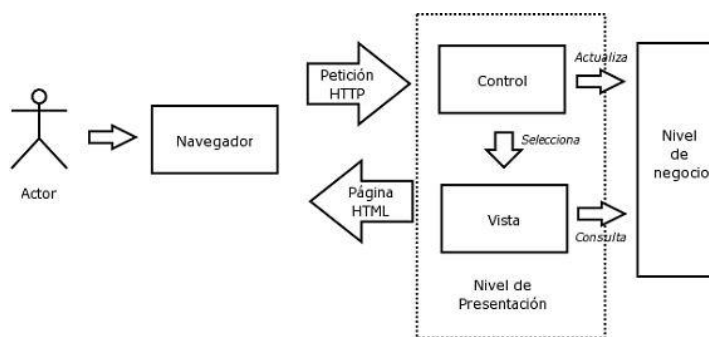 Actor
Navegador
Petición
HTTP
Página
HTML
Control
Actualiza
Selecciona
Vista
Consulta
Nivel de
Presentación
Nivel
de
negocio